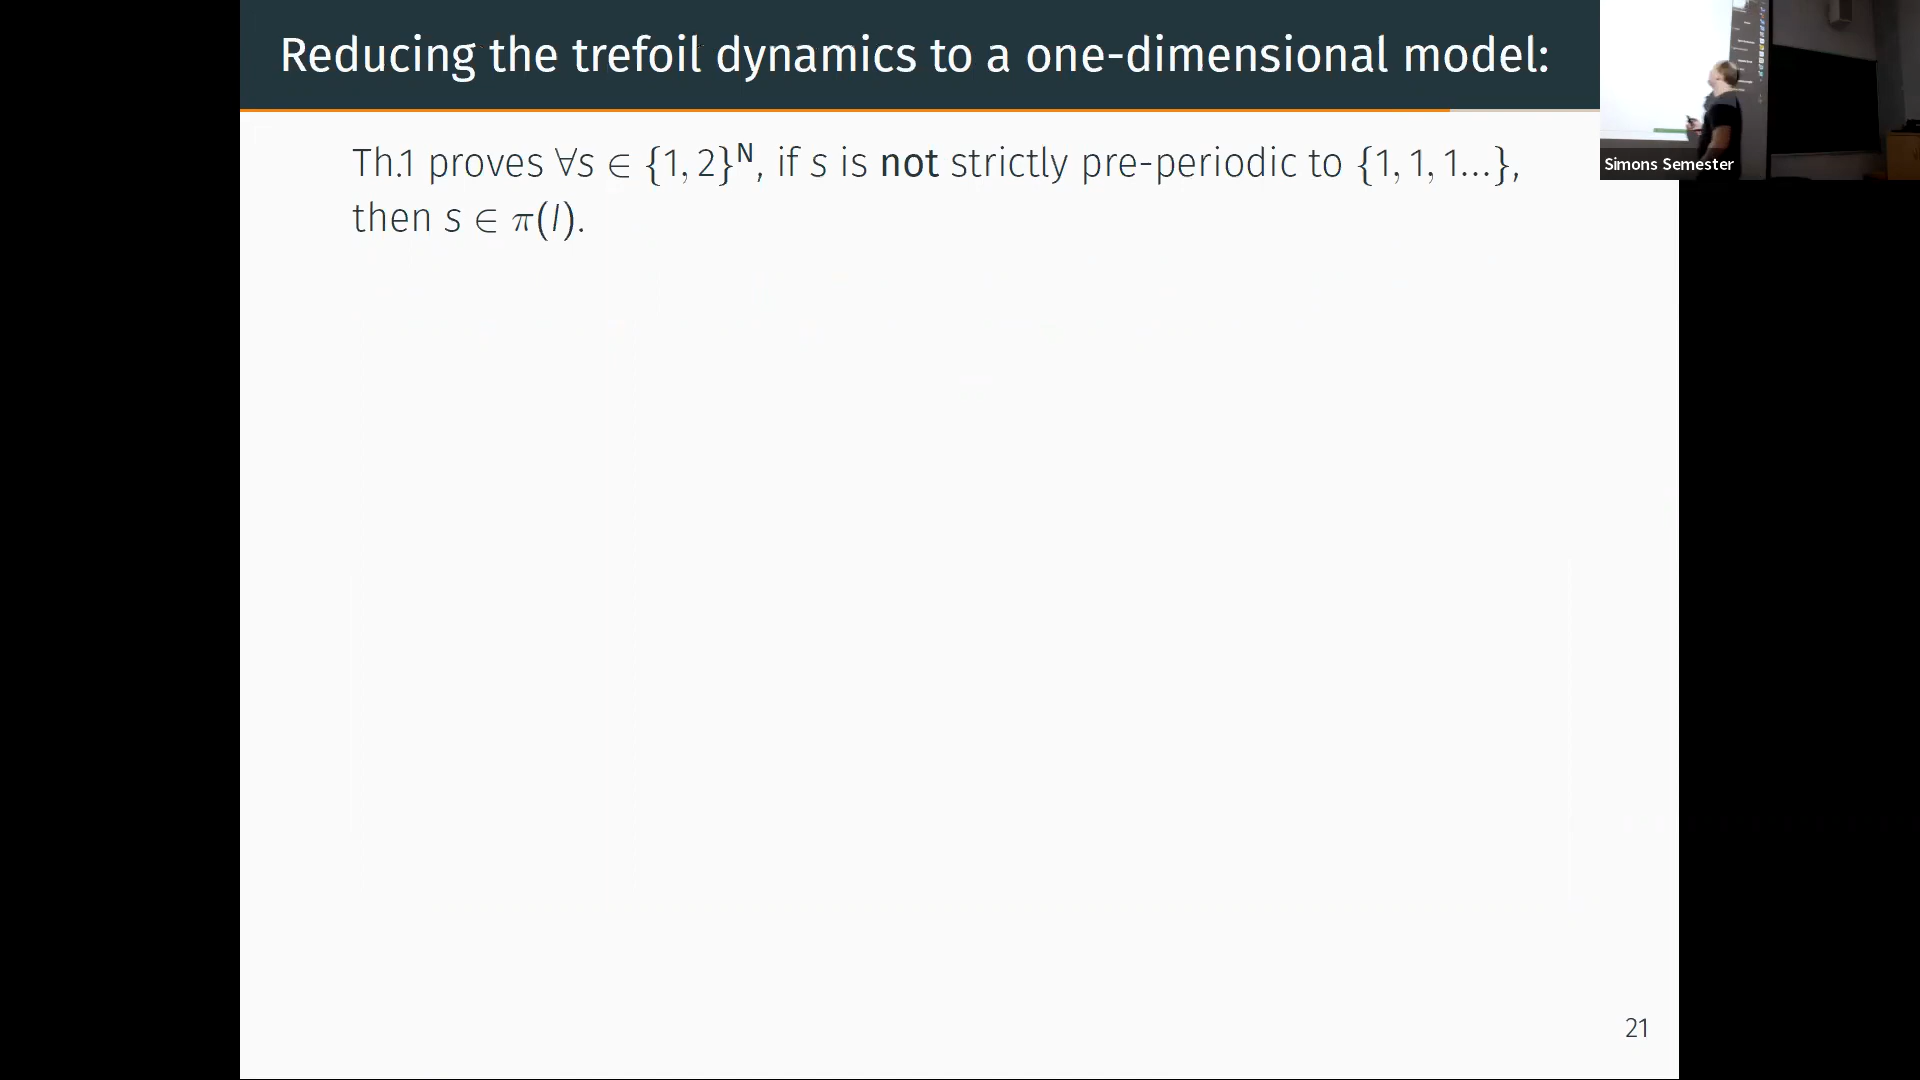 Reducing the trefoil dynamics to a one-dimensional model:
Th.1 proves ∀s ∈ {1, 2}^N, if s is not strictly pre-periodic to {1, 1, 1...},
then s ∈ π(I).
Simons Semester
21